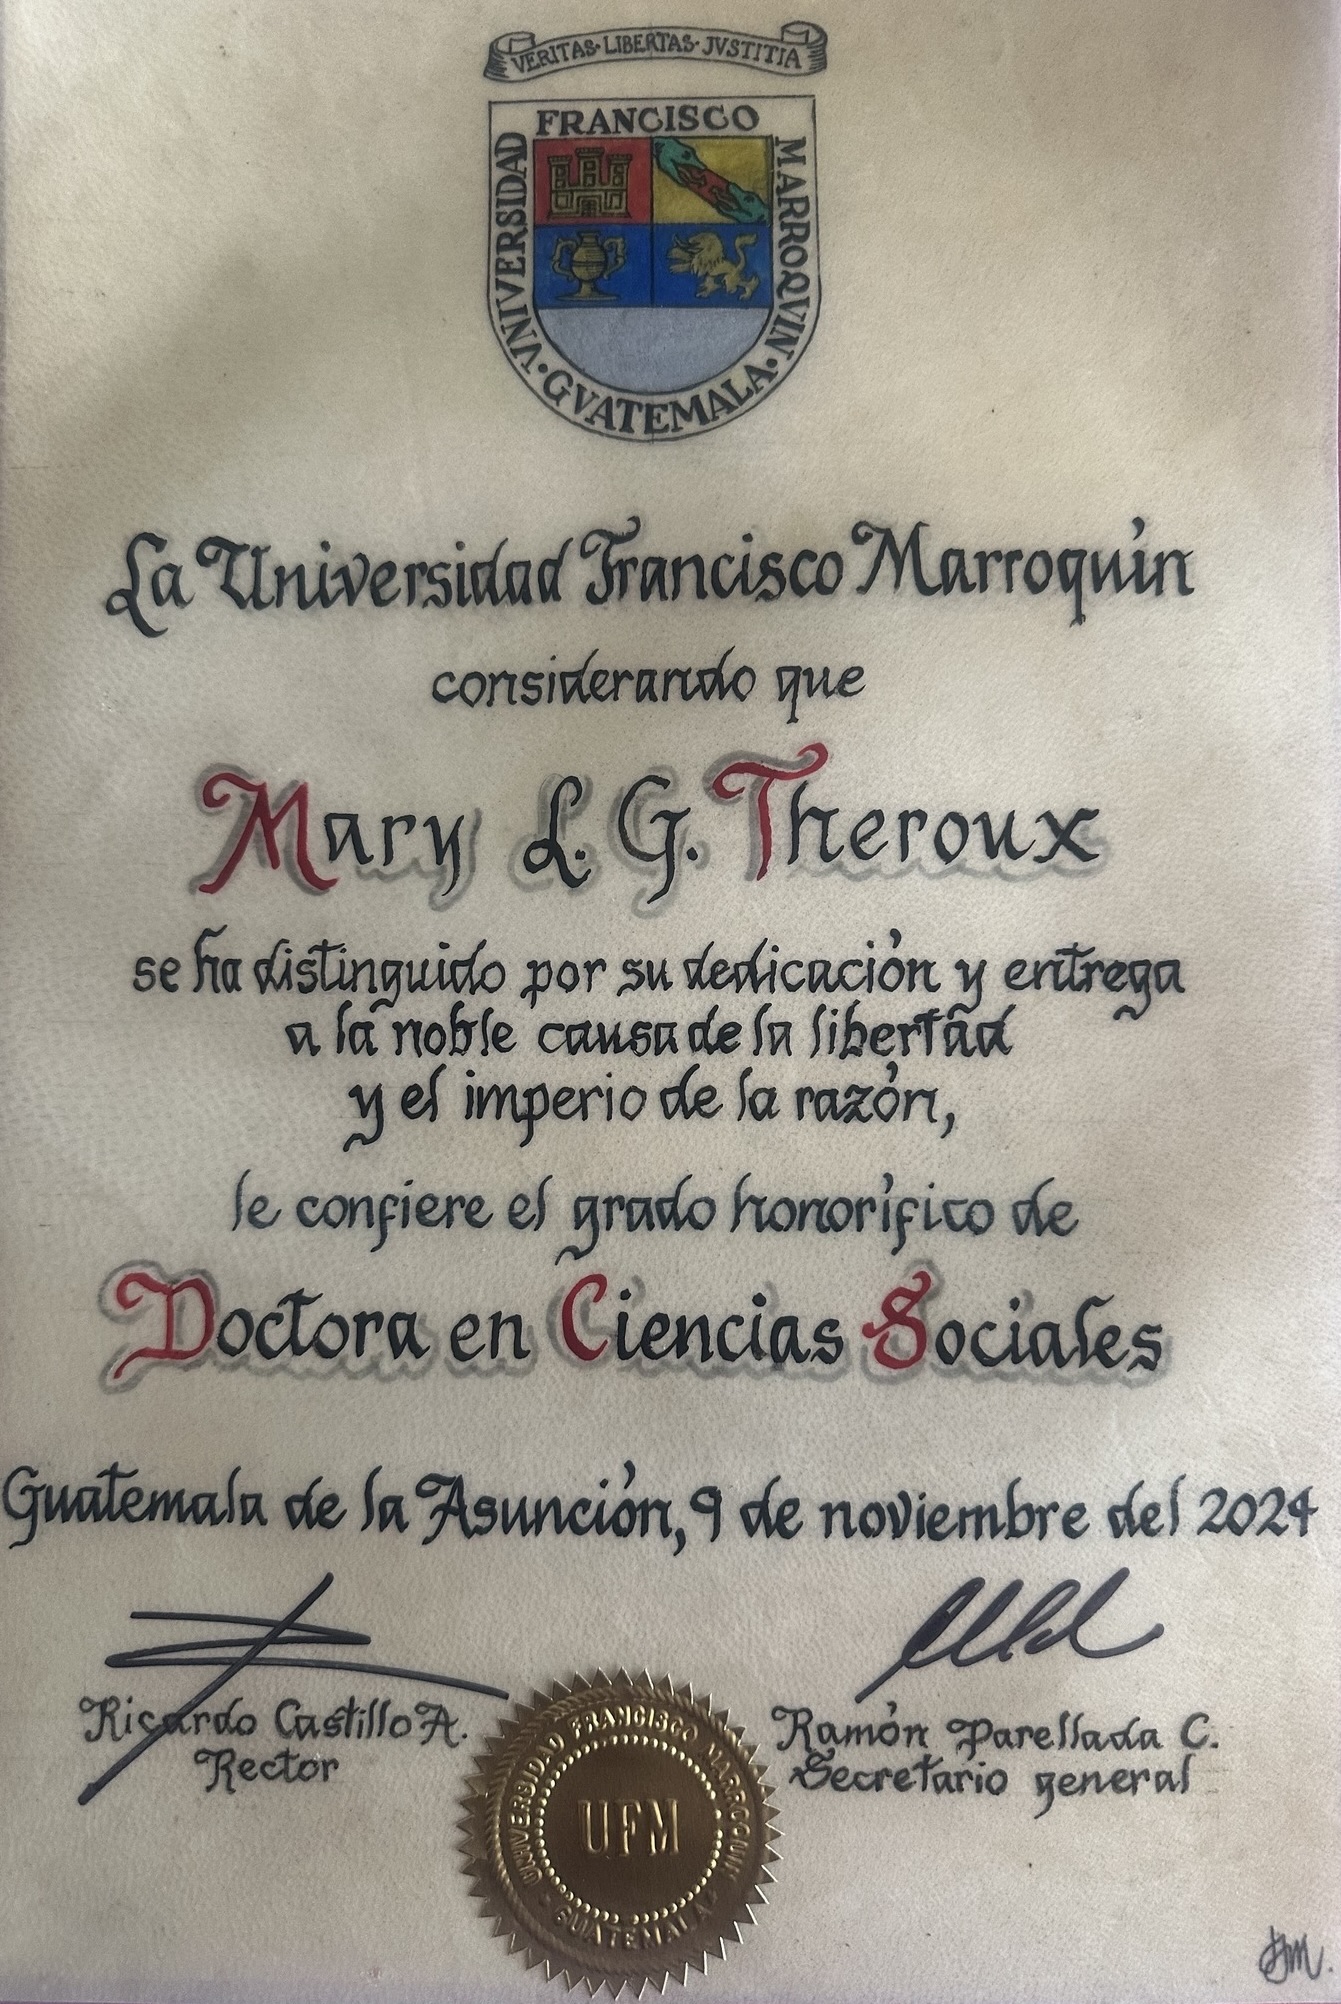 VERITAS·LIBERTAS·JVSTITIA
VNIVERSIDAD FRANCISCO MARROQVIN
·GVATEMALA·
La Universidad Francisco Marroquín
considerando que
Mary L. G. Theroux
se ha distinguido por su dedicación y entrega
a la noble causa de la libertad
y el imperio de la razón,
le confiere el grado honorífico de
Doctora en Ciencias Sociales
Guatemala de la Asunción, 9 de noviembre del 2024
Ricardo Castillo A.
Rector
Ramón Parellada C.
Secretario general
UNIVERSIDAD FRANCISCO MARROQUIN
UFM
GUATEMALA